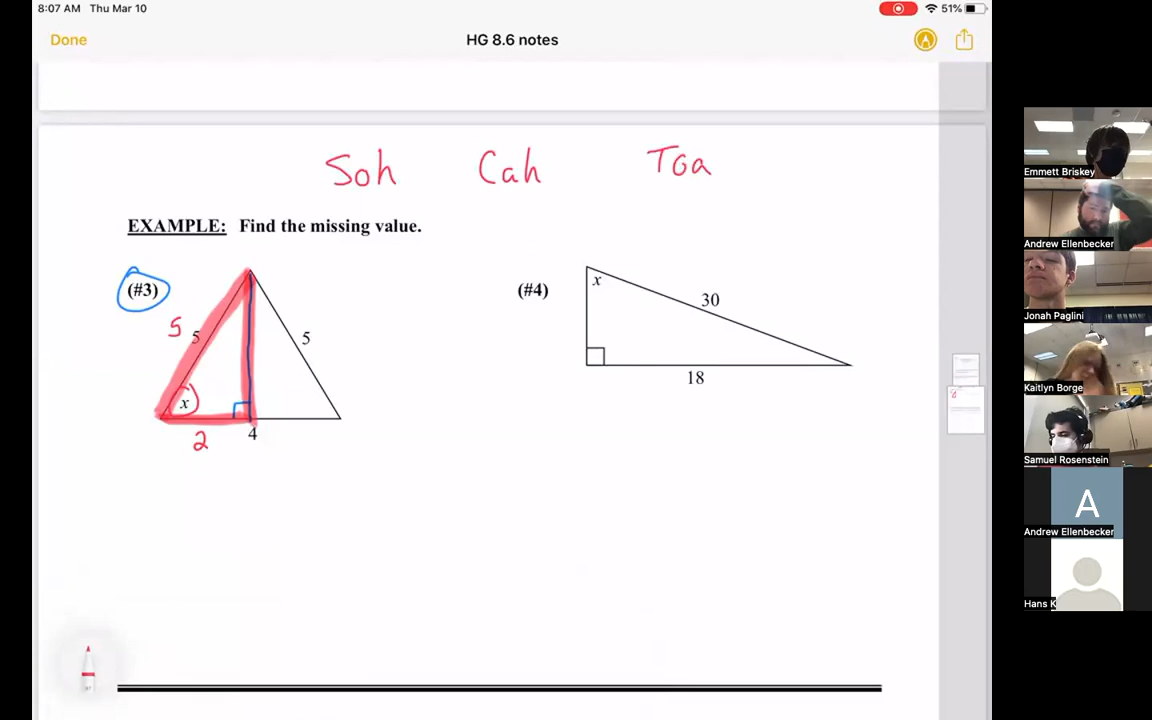 8:07 AM Thu Mar 10
51%
Done
HG 8.6 notes
Soh Cah Toa
EXAMPLE: Find the missing value.
(#3)
5
5
5
x
2
4
(#4)
x
30
18
Emmett Briskey
Andrew Ellenbecker
Jonah Paglini
Kaitlyn Borge
Samuel Rosenstein
A
Andrew Ellenbecker
Hans K